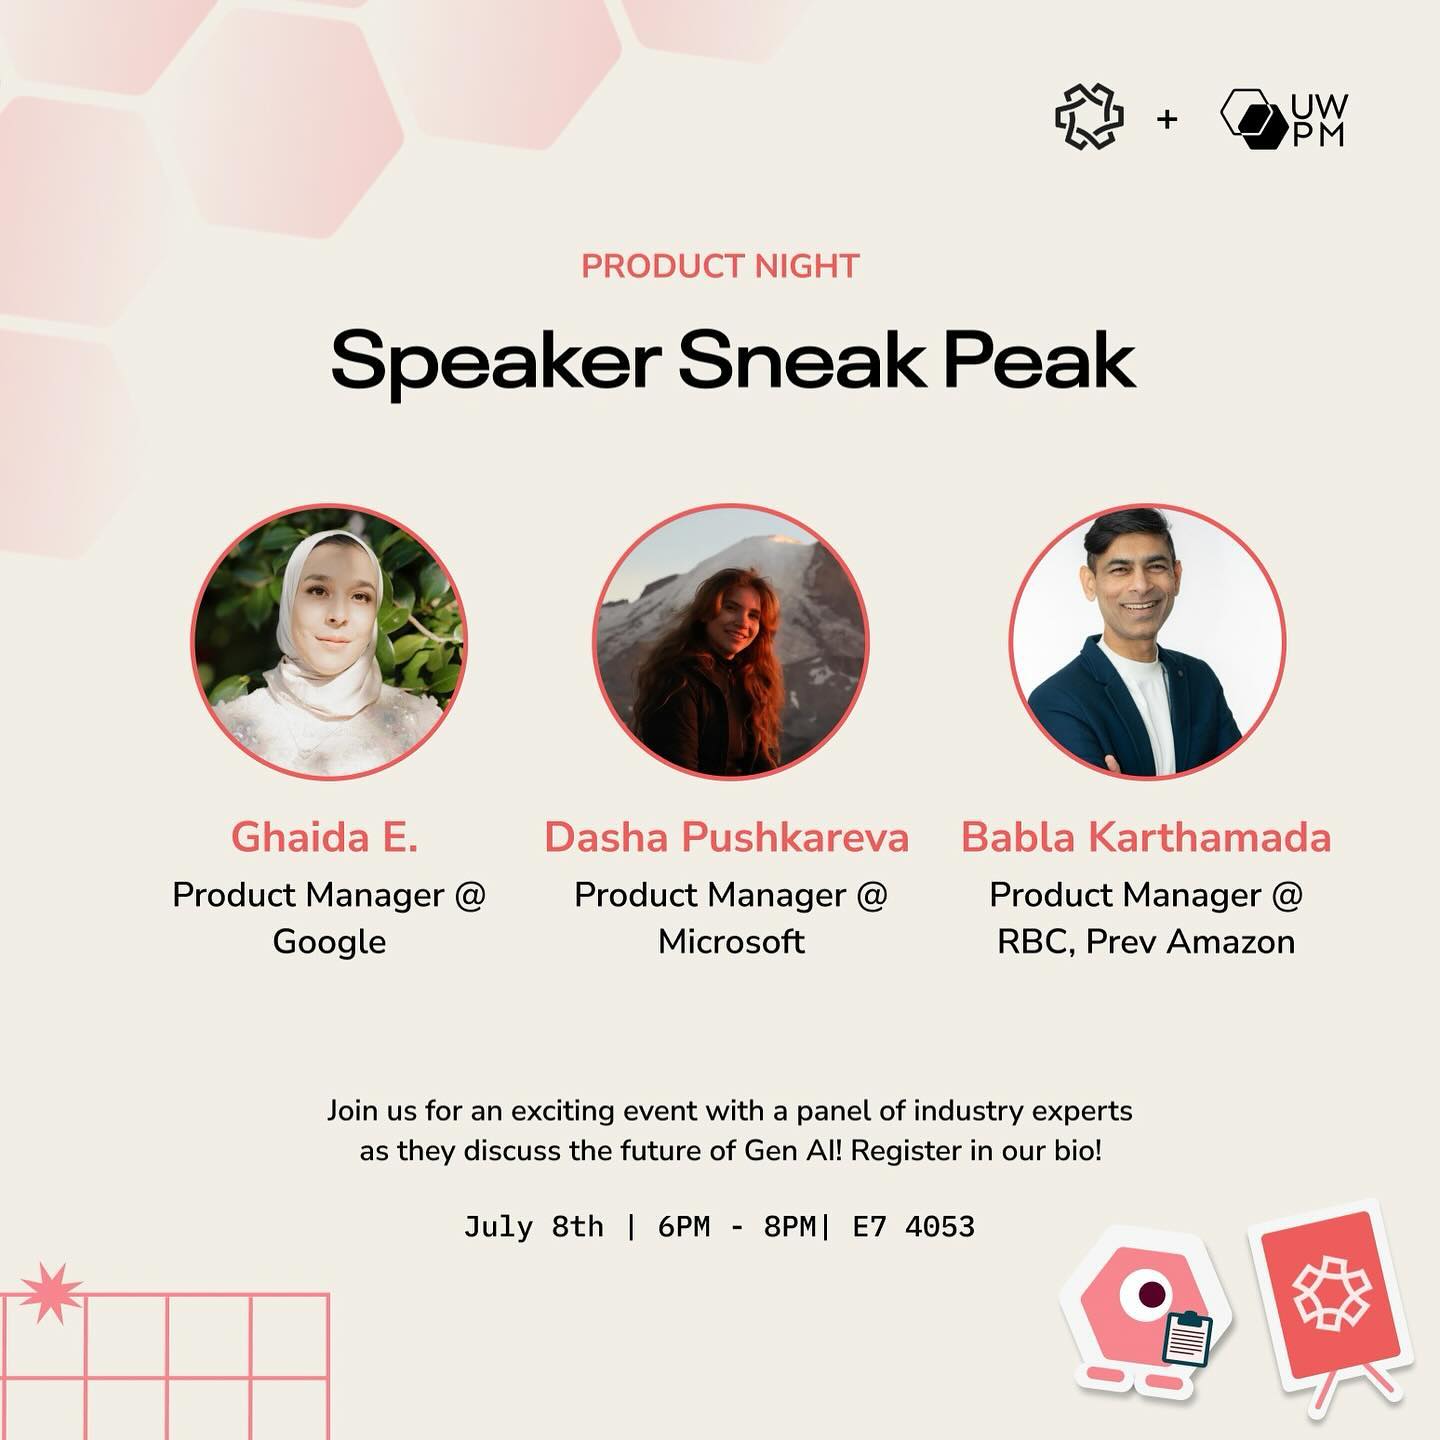 +
UW
PM
PRODUCT NIGHT
Speaker Sneak Peak
Ghaida E.
Product Manager @
Google
Dasha Pushkareva
Product Manager @
Microsoft
Babla Karthamada
Product Manager @
RBC, Prev Amazon
Join us for an exciting event with a panel of industry experts
as they discuss the future of Gen AI! Register in our bio!
July 8th | 6PM - 8PM| E7 4053